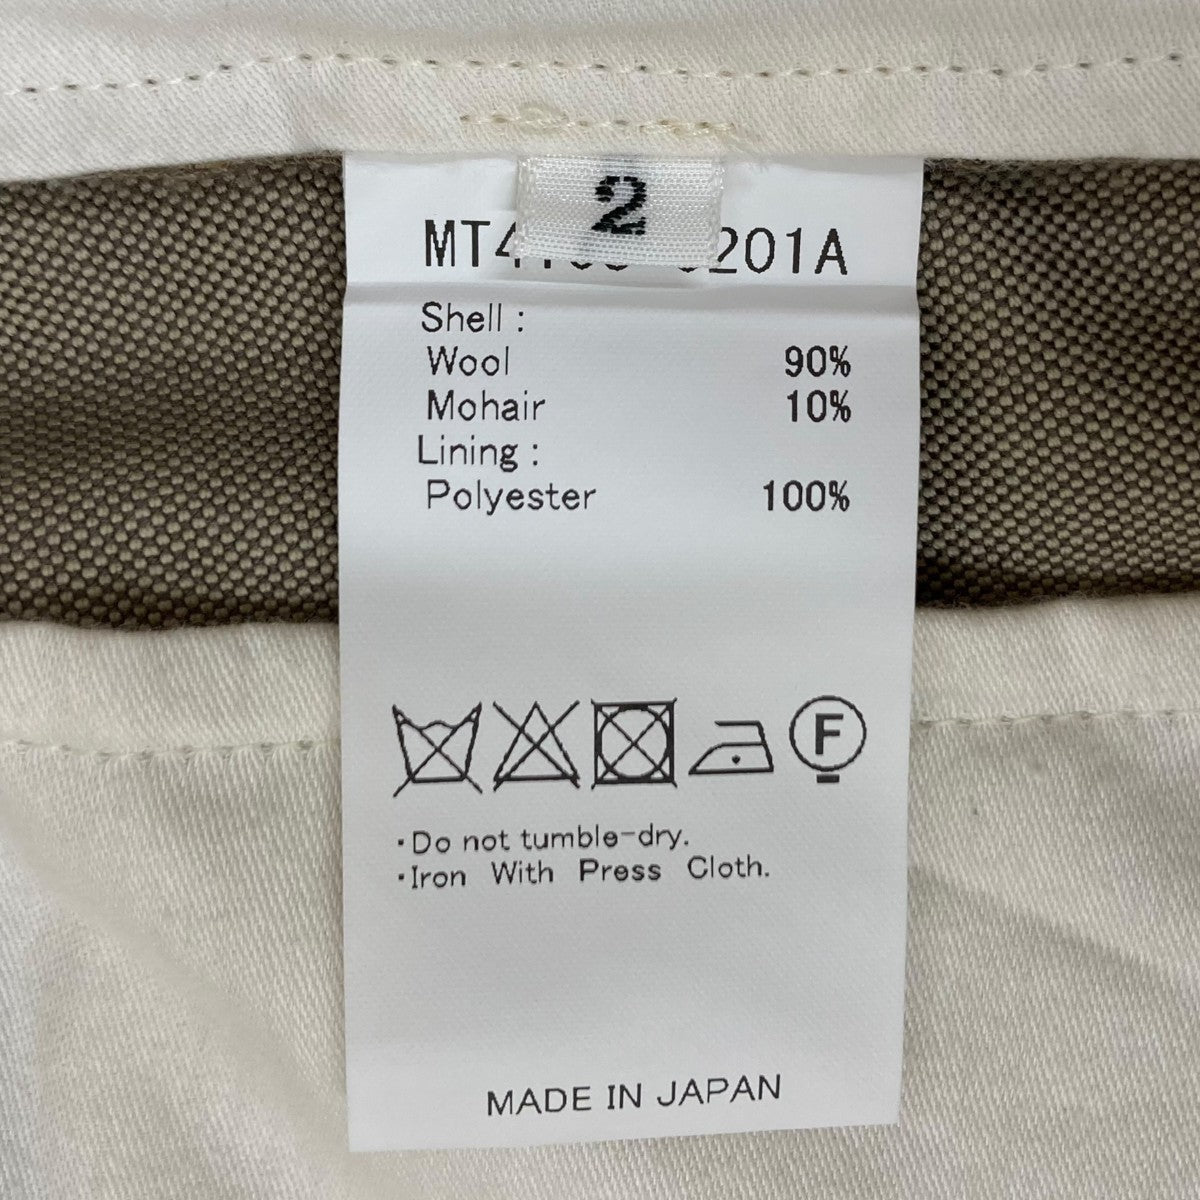 2
201A
Shell :
Wool 90%
Mohair 10%
Lining :
Polyester 100%
F
・Do not tumble-dry.
・Iron With Press Cloth.
MADE IN JAPAN